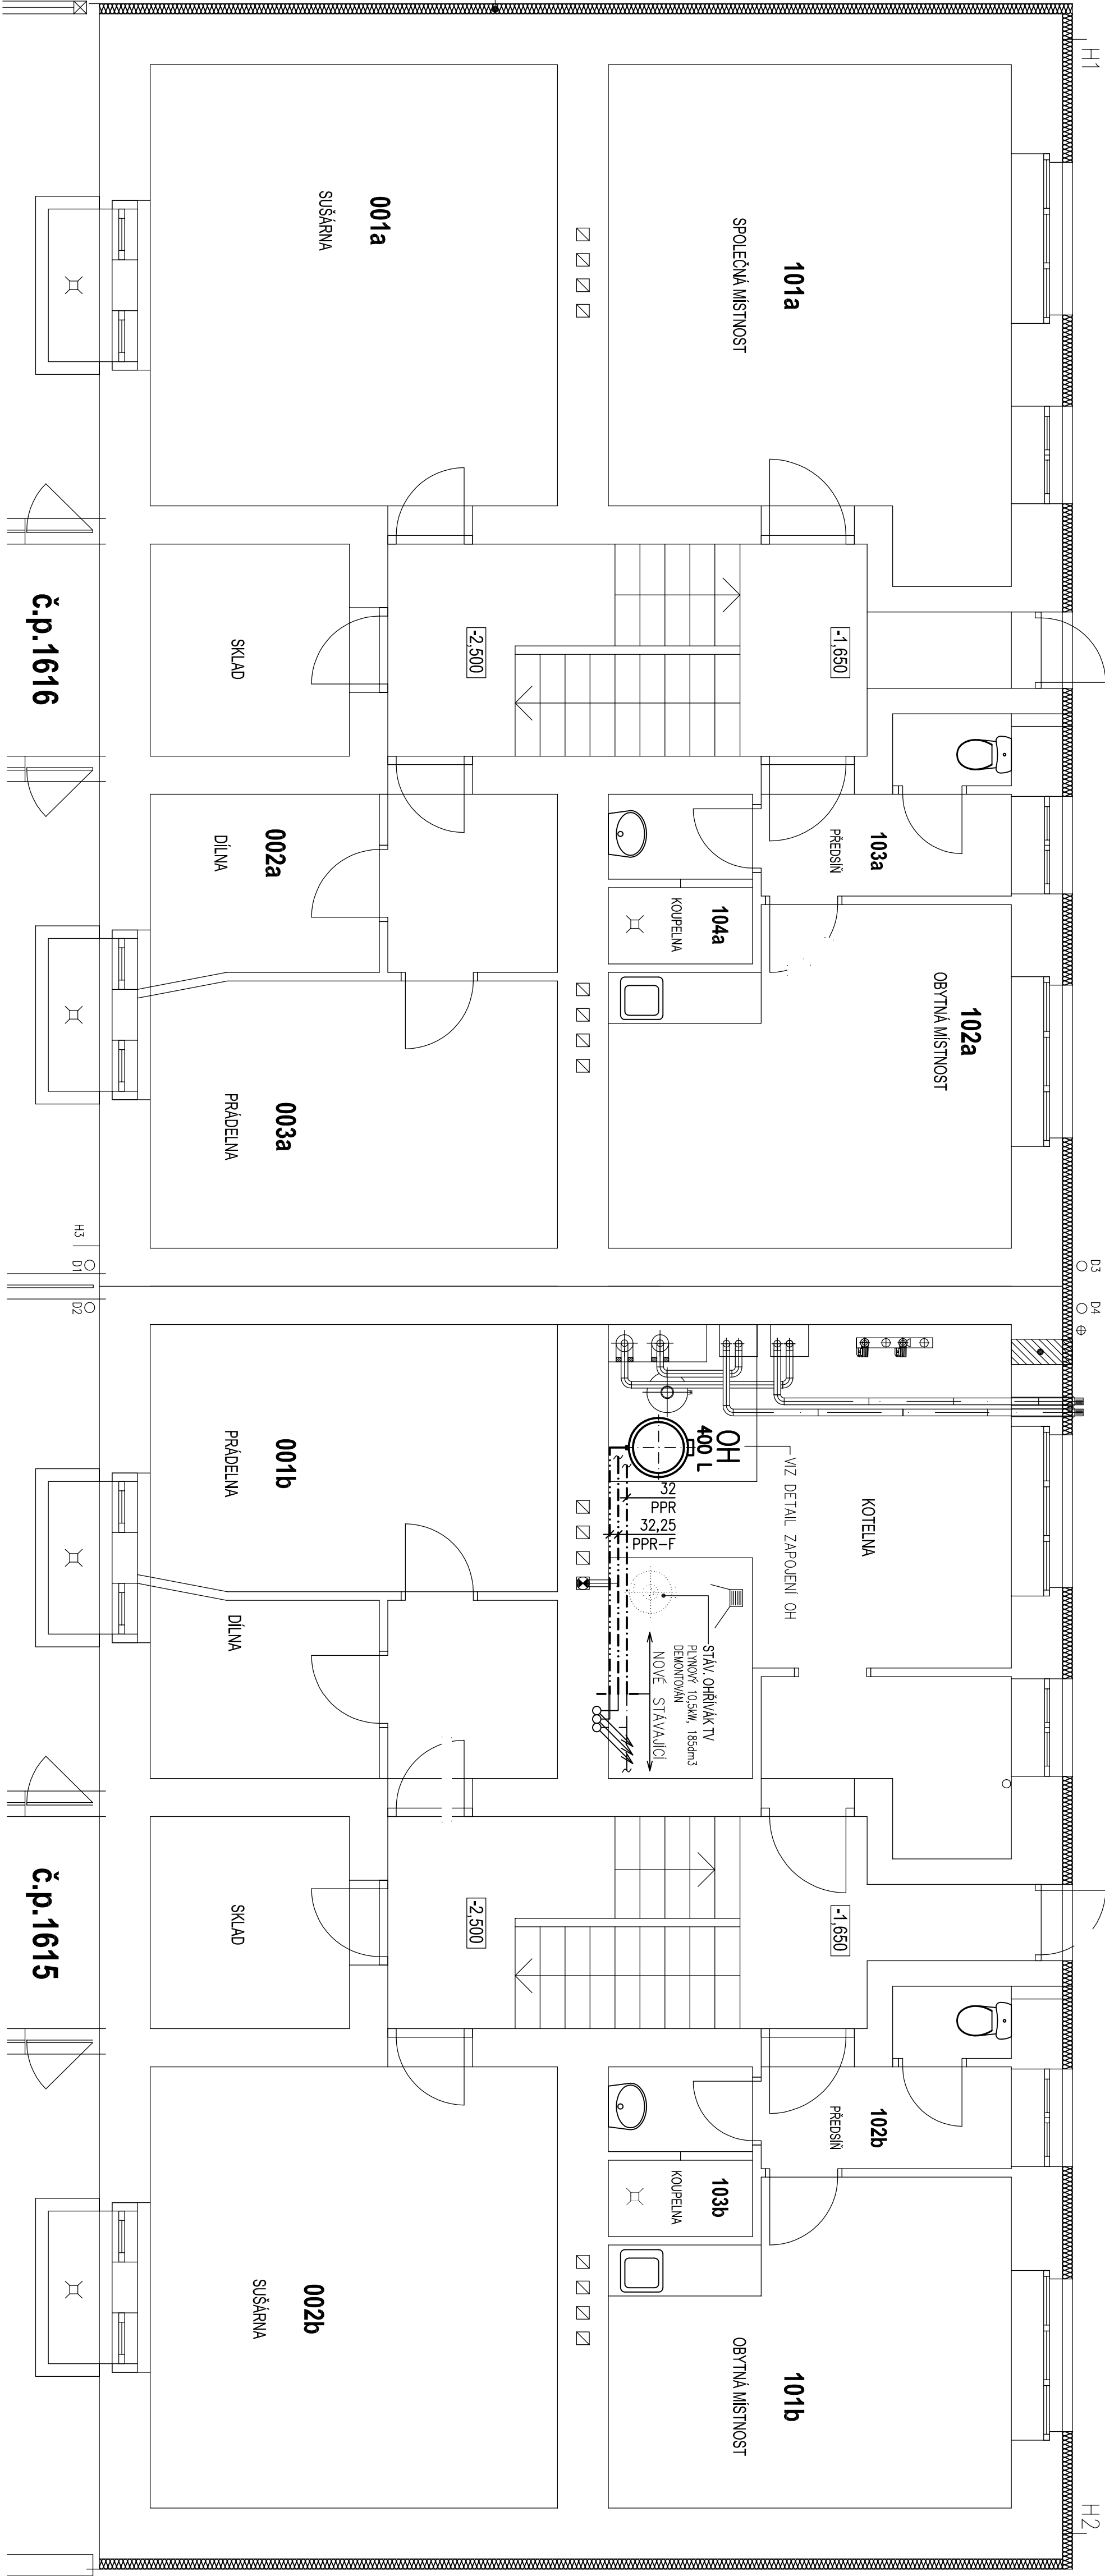 H1
001a
SUŠÁRNA
101a
SPOLEČNÁ MÍSTNOST
č.p.1616
SKLAD
-2,500
-1,650
002a
DÍLNA
103a
PŘEDSÍŇ
104a
KOUPELNA
102a
OBYTNÁ MÍSTNOST
003a
PRÁDELNA
H3
D1
D2
D3
D4
001b
PRÁDELNA
OH
400 L
VIZ DETAIL ZAPOJENÍ OH
KOTELNA
32
PPR
32,25
PPR-F
DÍLNA
STÁV. OHŘÍVÁK TV
PLYNOVÝ 10,5kW, 185dm3
DEMONTOVÁN
NOVÉ STÁVAJÍCÍ
č.p.1615
SKLAD
-2,500
-1,650
102b
PŘEDSÍŇ
103b
KOUPELNA
002b
SUŠÁRNA
101b
OBYTNÁ MÍSTNOST
H2